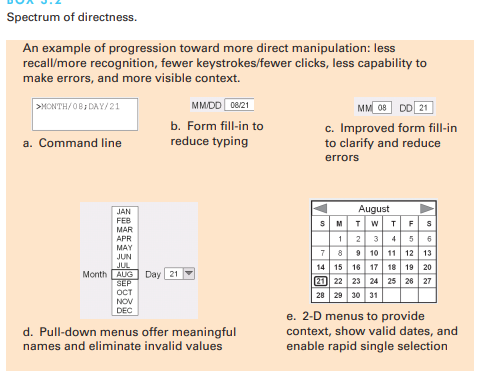 BOX 5.2
Spectrum of directness.
An example of progression toward more direct manipulation: less
recall/more recognition, fewer keystrokes/fewer clicks, less capability to
make errors, and more visible context.
>MONTH/08;DAY/21
a. Command line
MM/DD 08/21
b. Form fill-in to
reduce typing
MM 08 DD 21
c. Improved form fill-in
to clarify and reduce
errors
JAN
FEB
MAR
APR
MAY
JUN
JUL
Month AUG Day 21
SEP
OCT
NOV
DEC
d. Pull-down menus offer meaningful
names and eliminate invalid values
August
S M T W T F S
1 2 3 4 5 6
7 8 9 10 11 12 13
14 15 16 17 18 19 20
21 22 23 24 25 26 27
28 29 30 31
e. 2-D menus to provide
context, show valid dates, and
enable rapid single selection